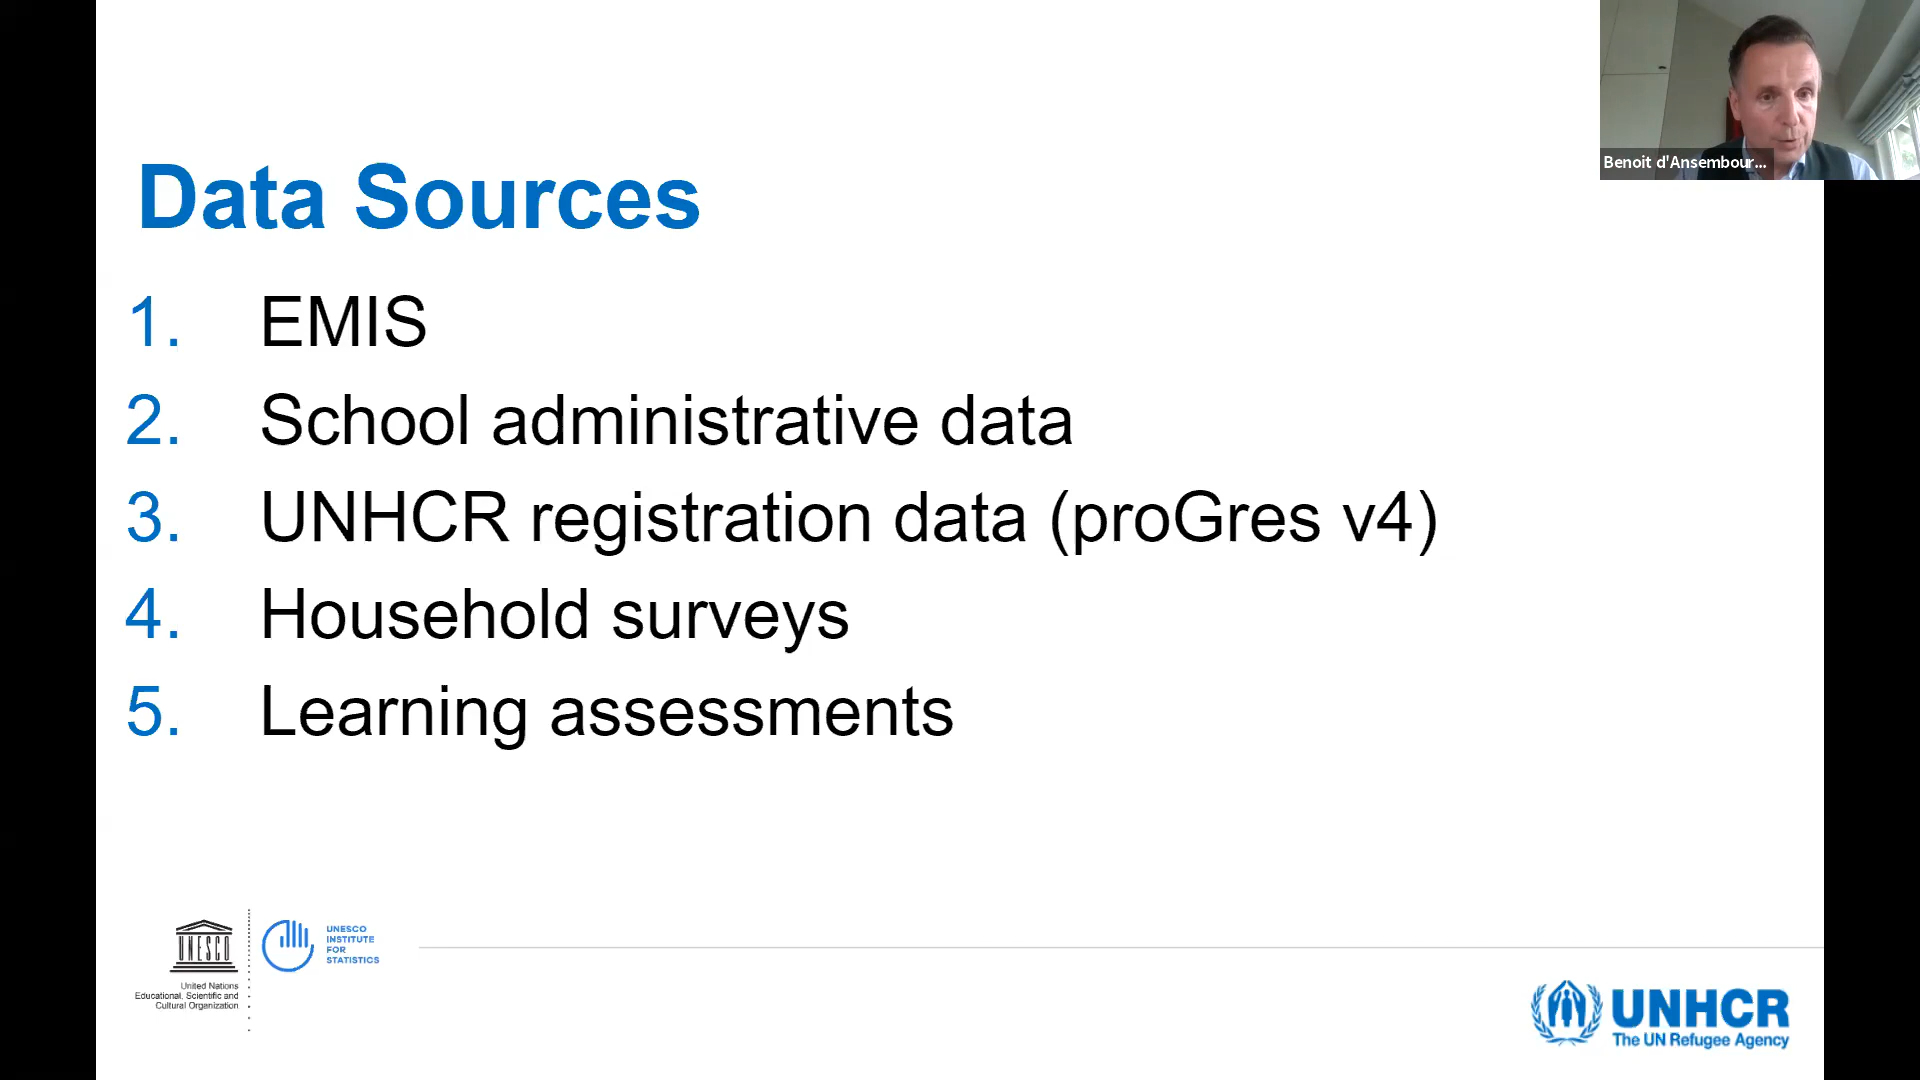 Benoit d'Ansembour...
Data Sources
1. EMIS
2. School administrative data
3. UNHCR registration data (proGres v4)
4. Household surveys
5. Learning assessments
UNESCO
United Nations
Educational, Scientific and
Cultural Organization
UNESCO
INSTITUTE
FOR
STATISTICS
UNHCR
The UN Refugee Agency